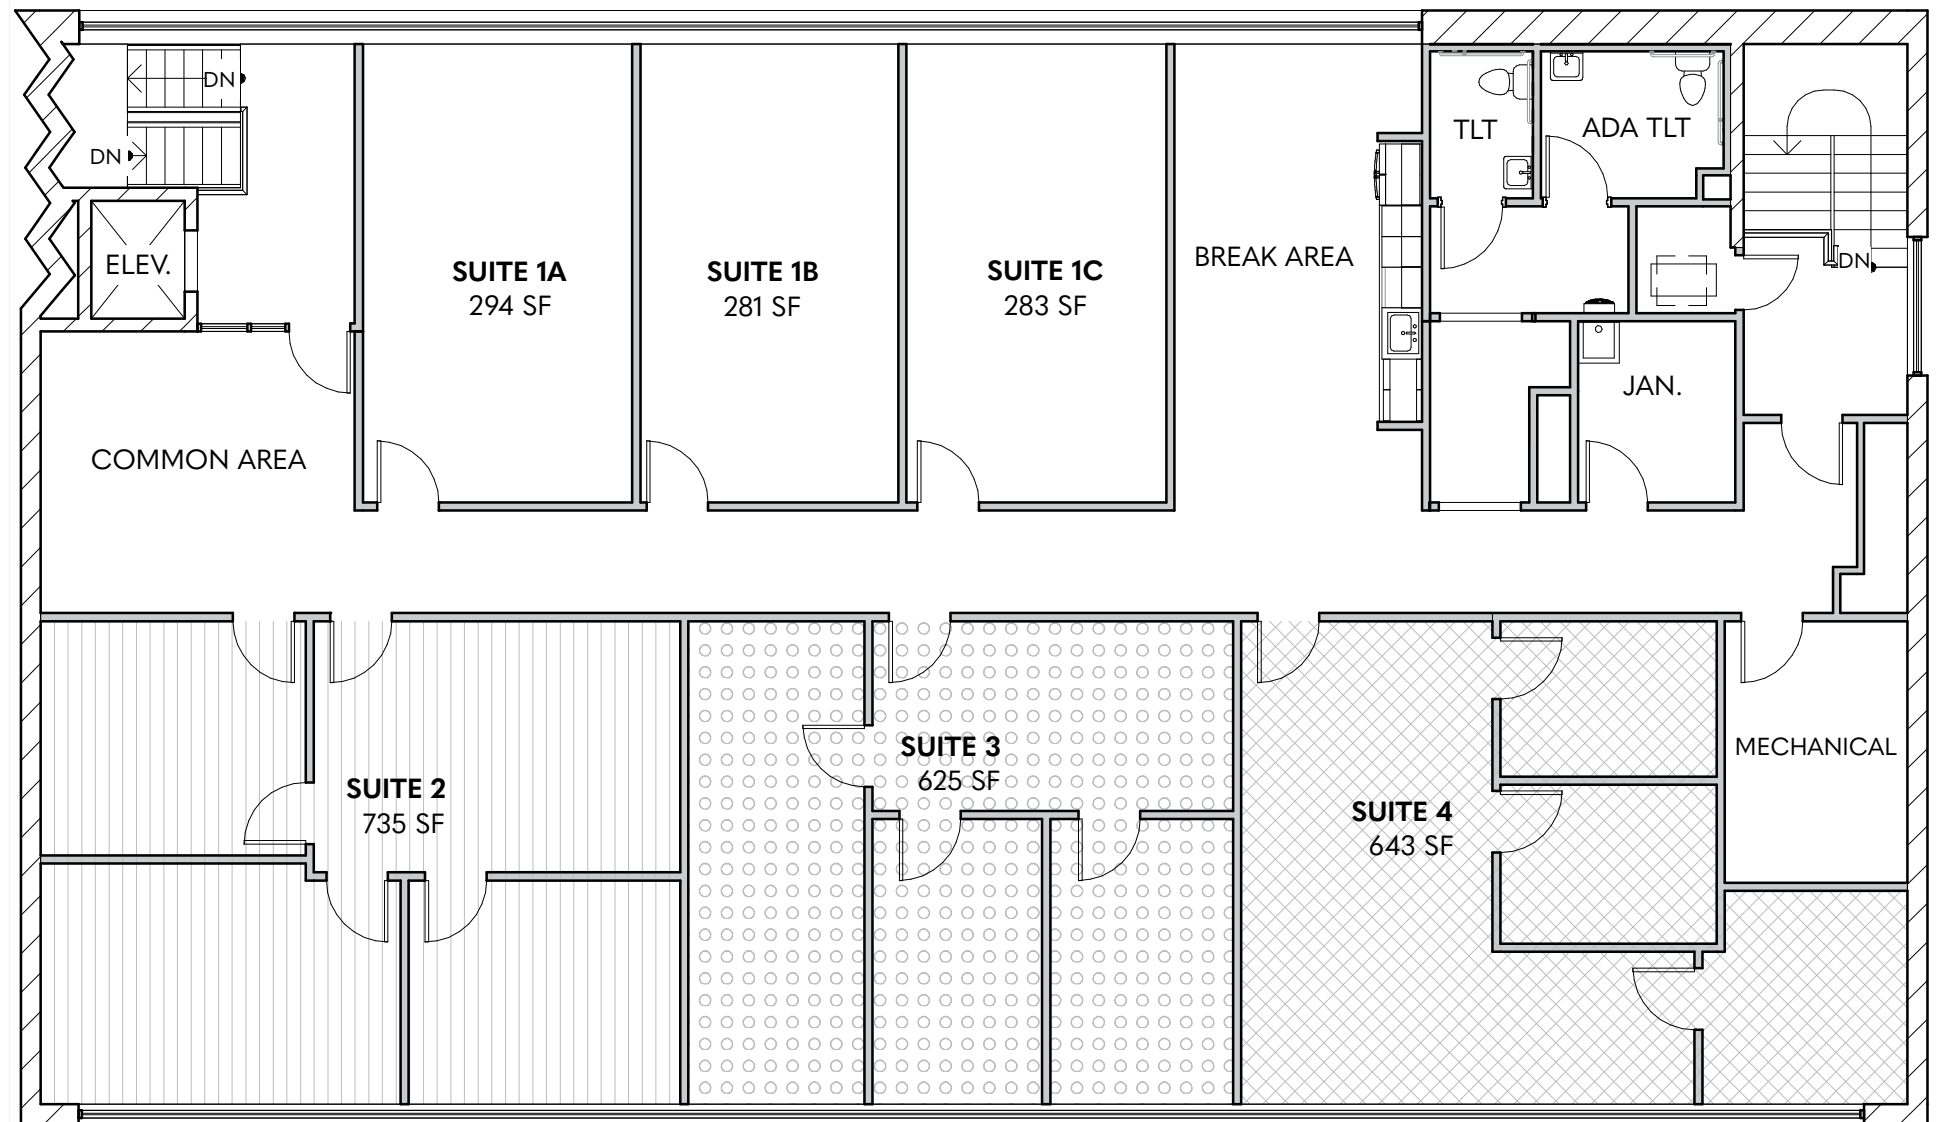 DN
DN
ELEV.
COMMON AREA
SUITE 1A
294 SF
SUITE 1B
281 SF
SUITE 1C
283 SF
BREAK AREA
TLT
ADA TLT
DN
JAN.
SUITE 2
735 SF
SUITE 3
625 SF
SUITE 4
643 SF
MECHANICAL